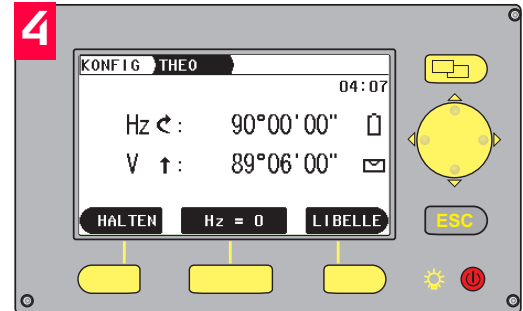 4
KONFIG THEO
04:07
Hz : 90°00'00"
V ↑: 89°06'00"
HALTEN Hz = 0 LIBELLE
ESC